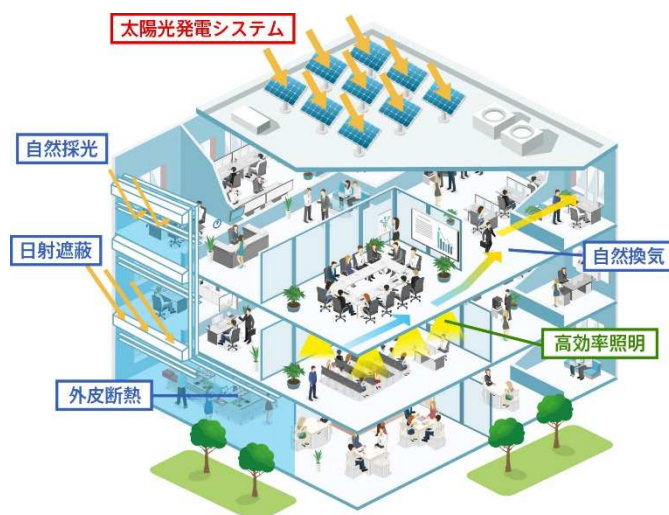 太陽光発電システム
自然採光
日射遮蔽
自然換気
高効率照明
外皮断熱